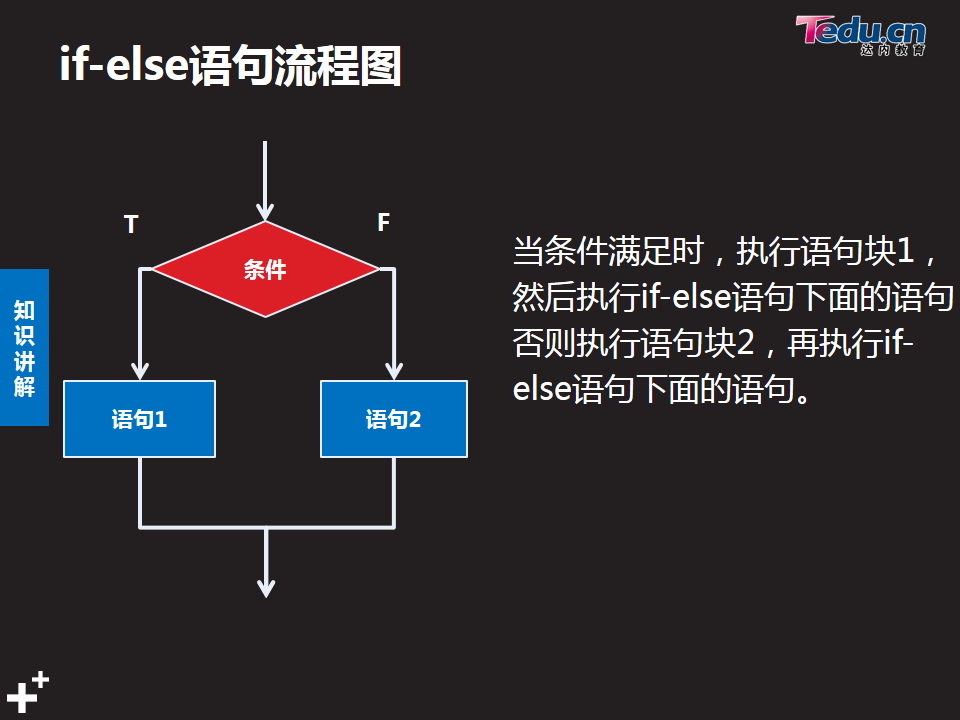 if-else语句流程图
Tedu.cn
达内教育
T
F
条件
知识讲解
语句1
语句2
当条件满足时，执行语句块1，
然后执行if-else语句下面的语句
否则执行语句块2，再执行if-
else语句下面的语句。